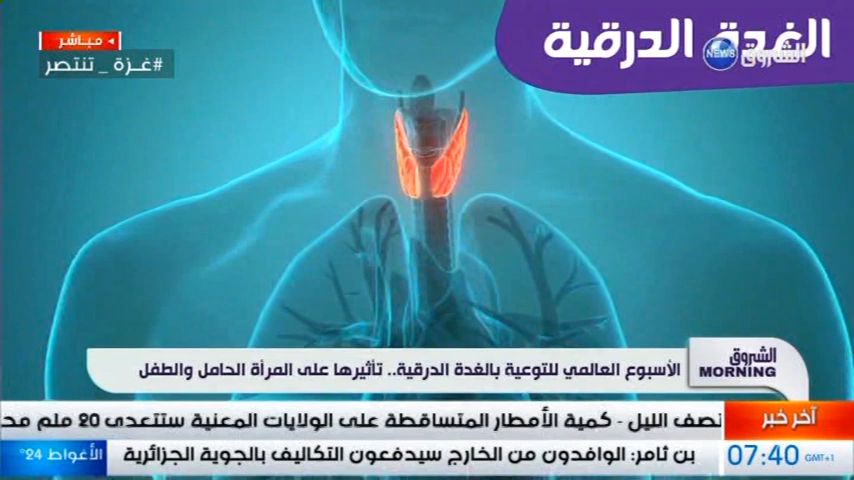 الغدة الدرقية
مباشر
NEWS الشروق
#غزة _ تنتصر
الشروق
MORNING
الأسبوع العالمي للتوعية بالغدة الدرقية.. تأثيرها على المرأة الحامل والطفل
آخر خبر
نصف الليل - كمية الأمطار المتساقطة على الولايات المعنية ستتعدى 20 ملم
07:40 GMT+1
بن ثامر: الوافدون من الخارج سيدفعون التكاليف بالجوية الجزائرية
الأغواط 24°